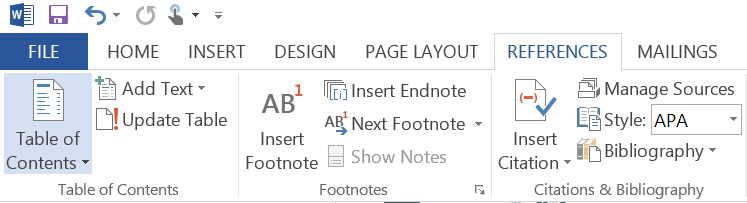 FILE HOME INSERT DESIGN PAGE LAYOUT REFERENCES MAILINGS
Table of
Contents
Add Text
Update Table
Table of Contents
AB1
Insert
Footnote
Insert Endnote
AB1 Next Footnote
Show Notes
Footnotes
Insert
Citation
Manage Sources
Style: APA
Bibliography
Citations & Bibliography